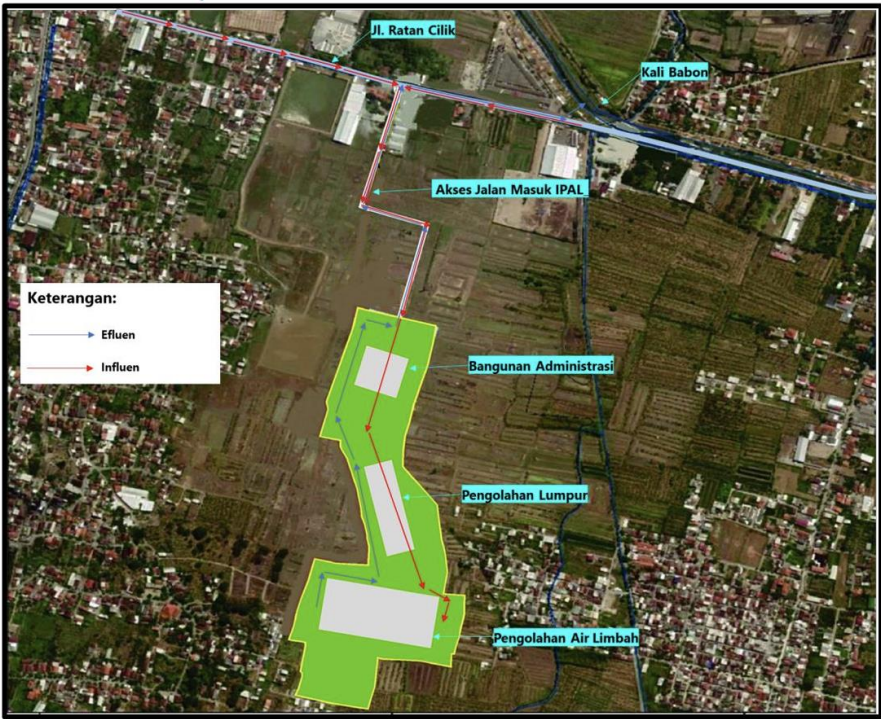 Jl. Ratan Cilik
Kali Babon
Akses Jalan Masuk IPAL
Keterangan:
Efluen
Influen
Bangunan Administrasi
Pengolahan Lumpur
Pengolahan Air Limbah